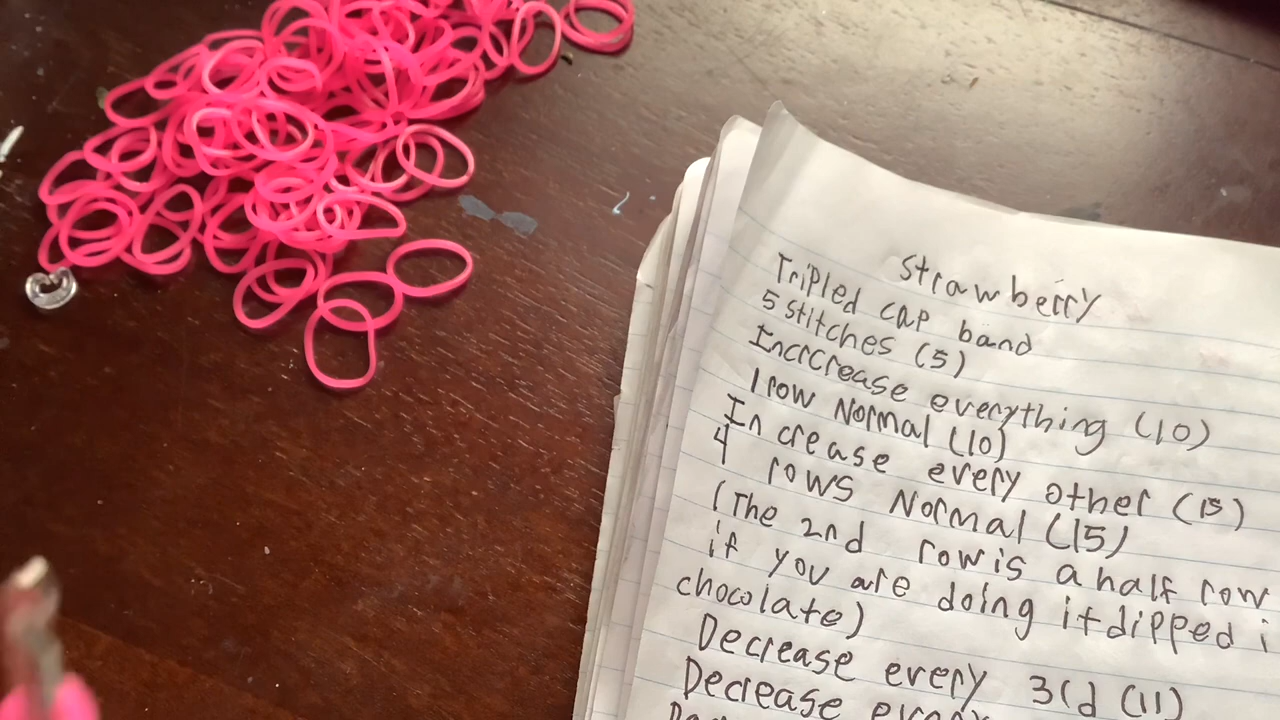 Strawberry
Tripled cap band
5 stitches (5)
Incrcrease everything (10)
1 row Normal (10)
Increase every other (15)
4 rows Normal (15)
(The 2nd row is a half row
if you are doing it dipped i
chocolate)
Decrease every 3rd (11)
Decrease every